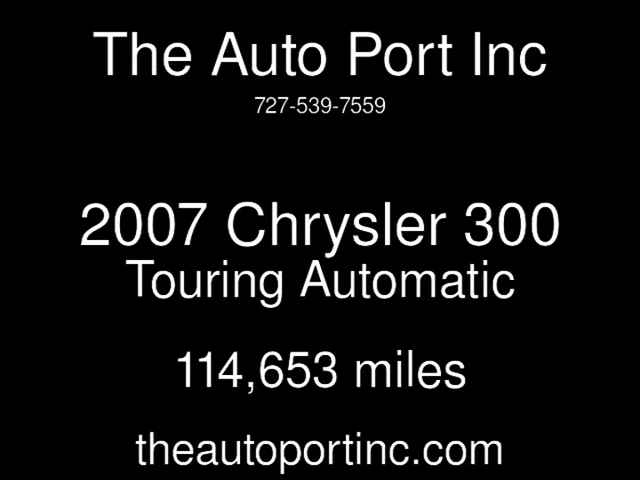 The Auto Port Inc
727-539-7559
2007 Chrysler 300
Touring Automatic
114,653 miles
theautoportinc.com